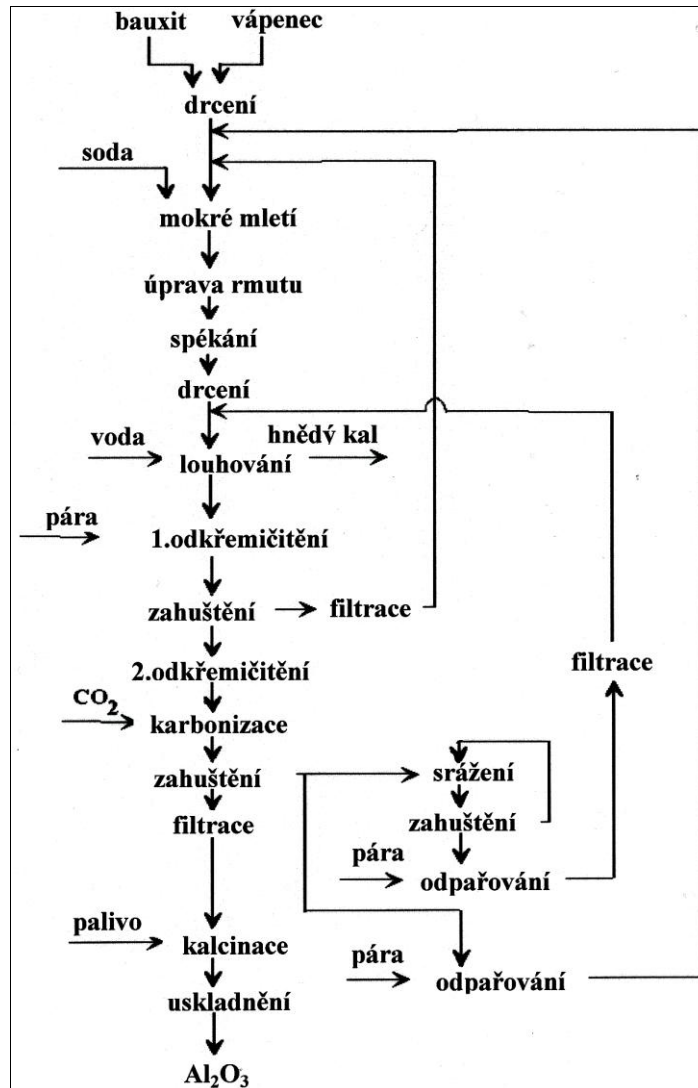 bauxit vápenec
drcení
soda
mokré mletí
úprava rmutu
spékání
drcení
voda
hnědý kal
louhování
pára
1.odkřemičitění
zahuštění
filtrace
2.odkřemičitění
filtrace
CO₂
karbonizace
zahuštění
srážení
filtrace
zahuštění
pára
odpařování
palivo
kalcinace
pára
odpařování
uskladnění
Al₂O₃